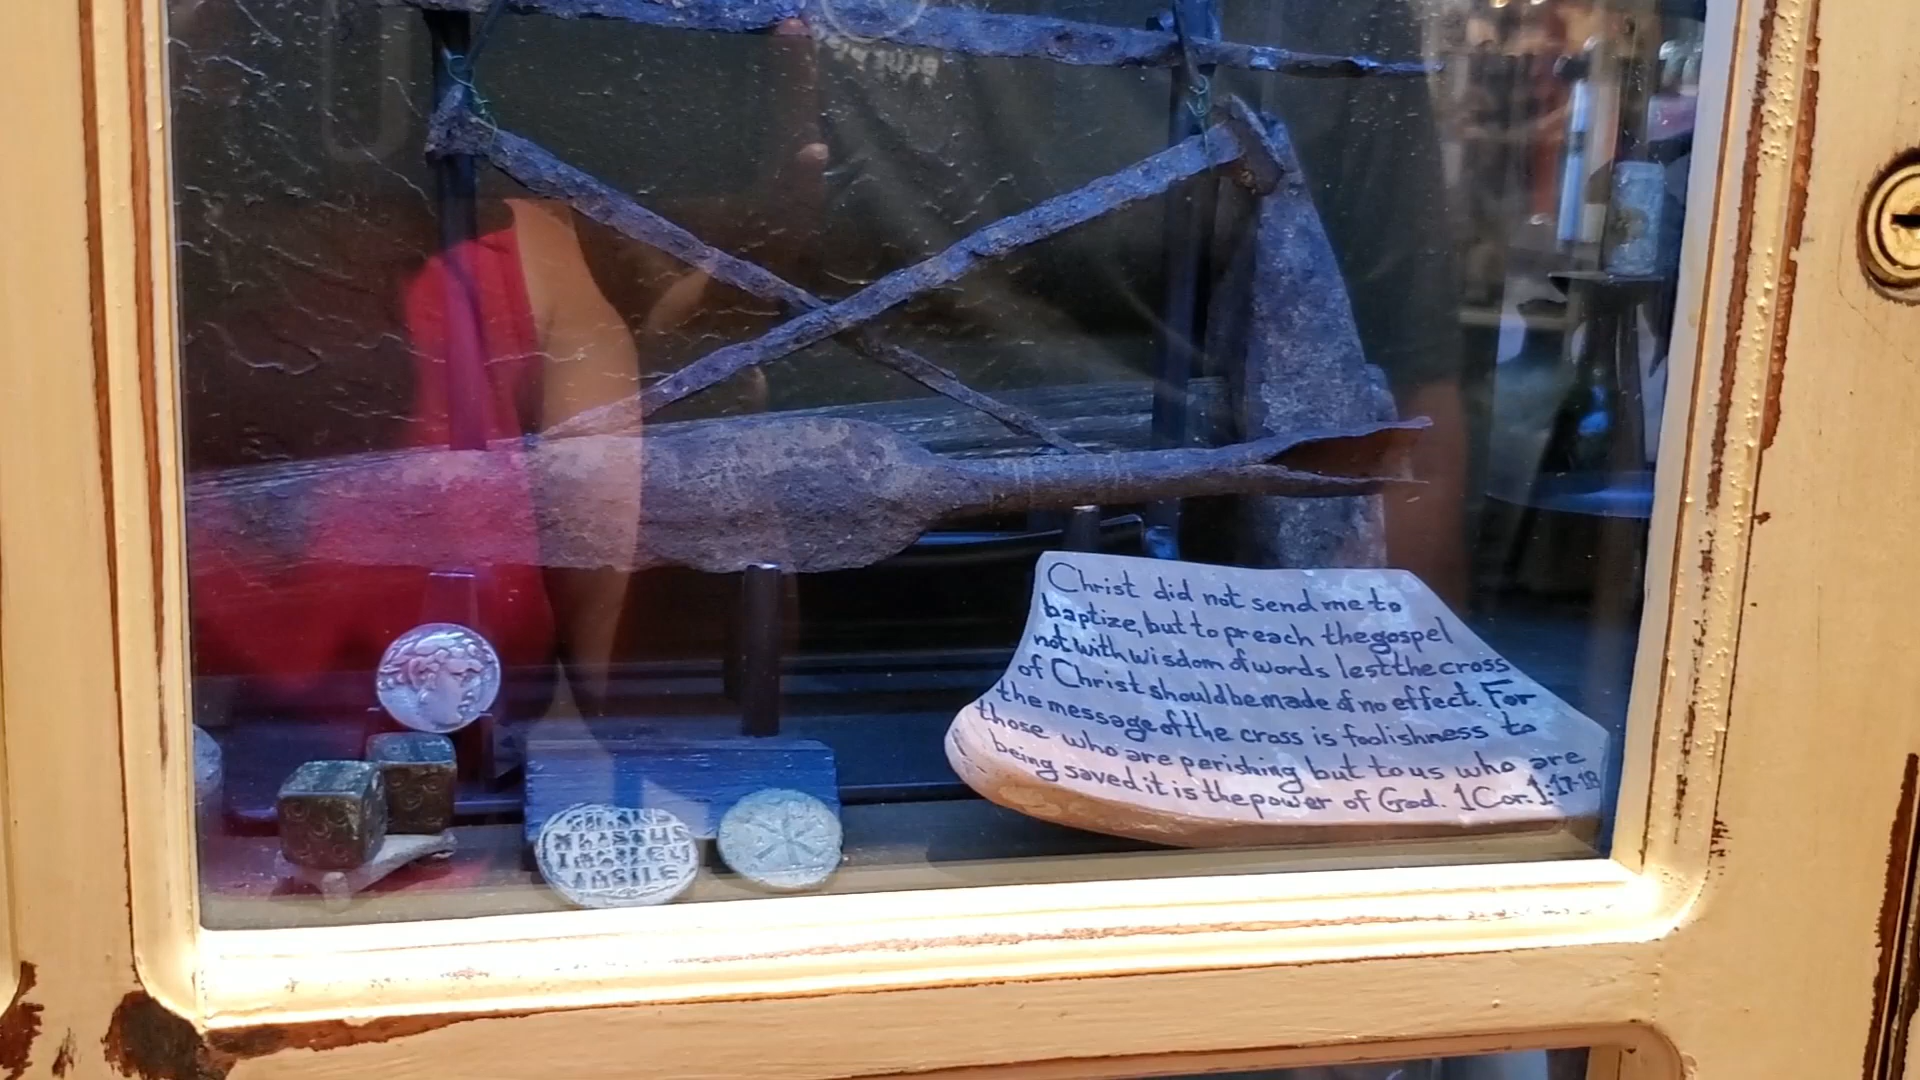 Christ did not send me to
baptize, but to preach the gospel
not with wisdom of words lest the cross
of Christ should be made of no effect. For
the message of the cross is foolishness to
those who are perishing but to us who are
being saved it is the power of God. 1 Cor. 1:17-18